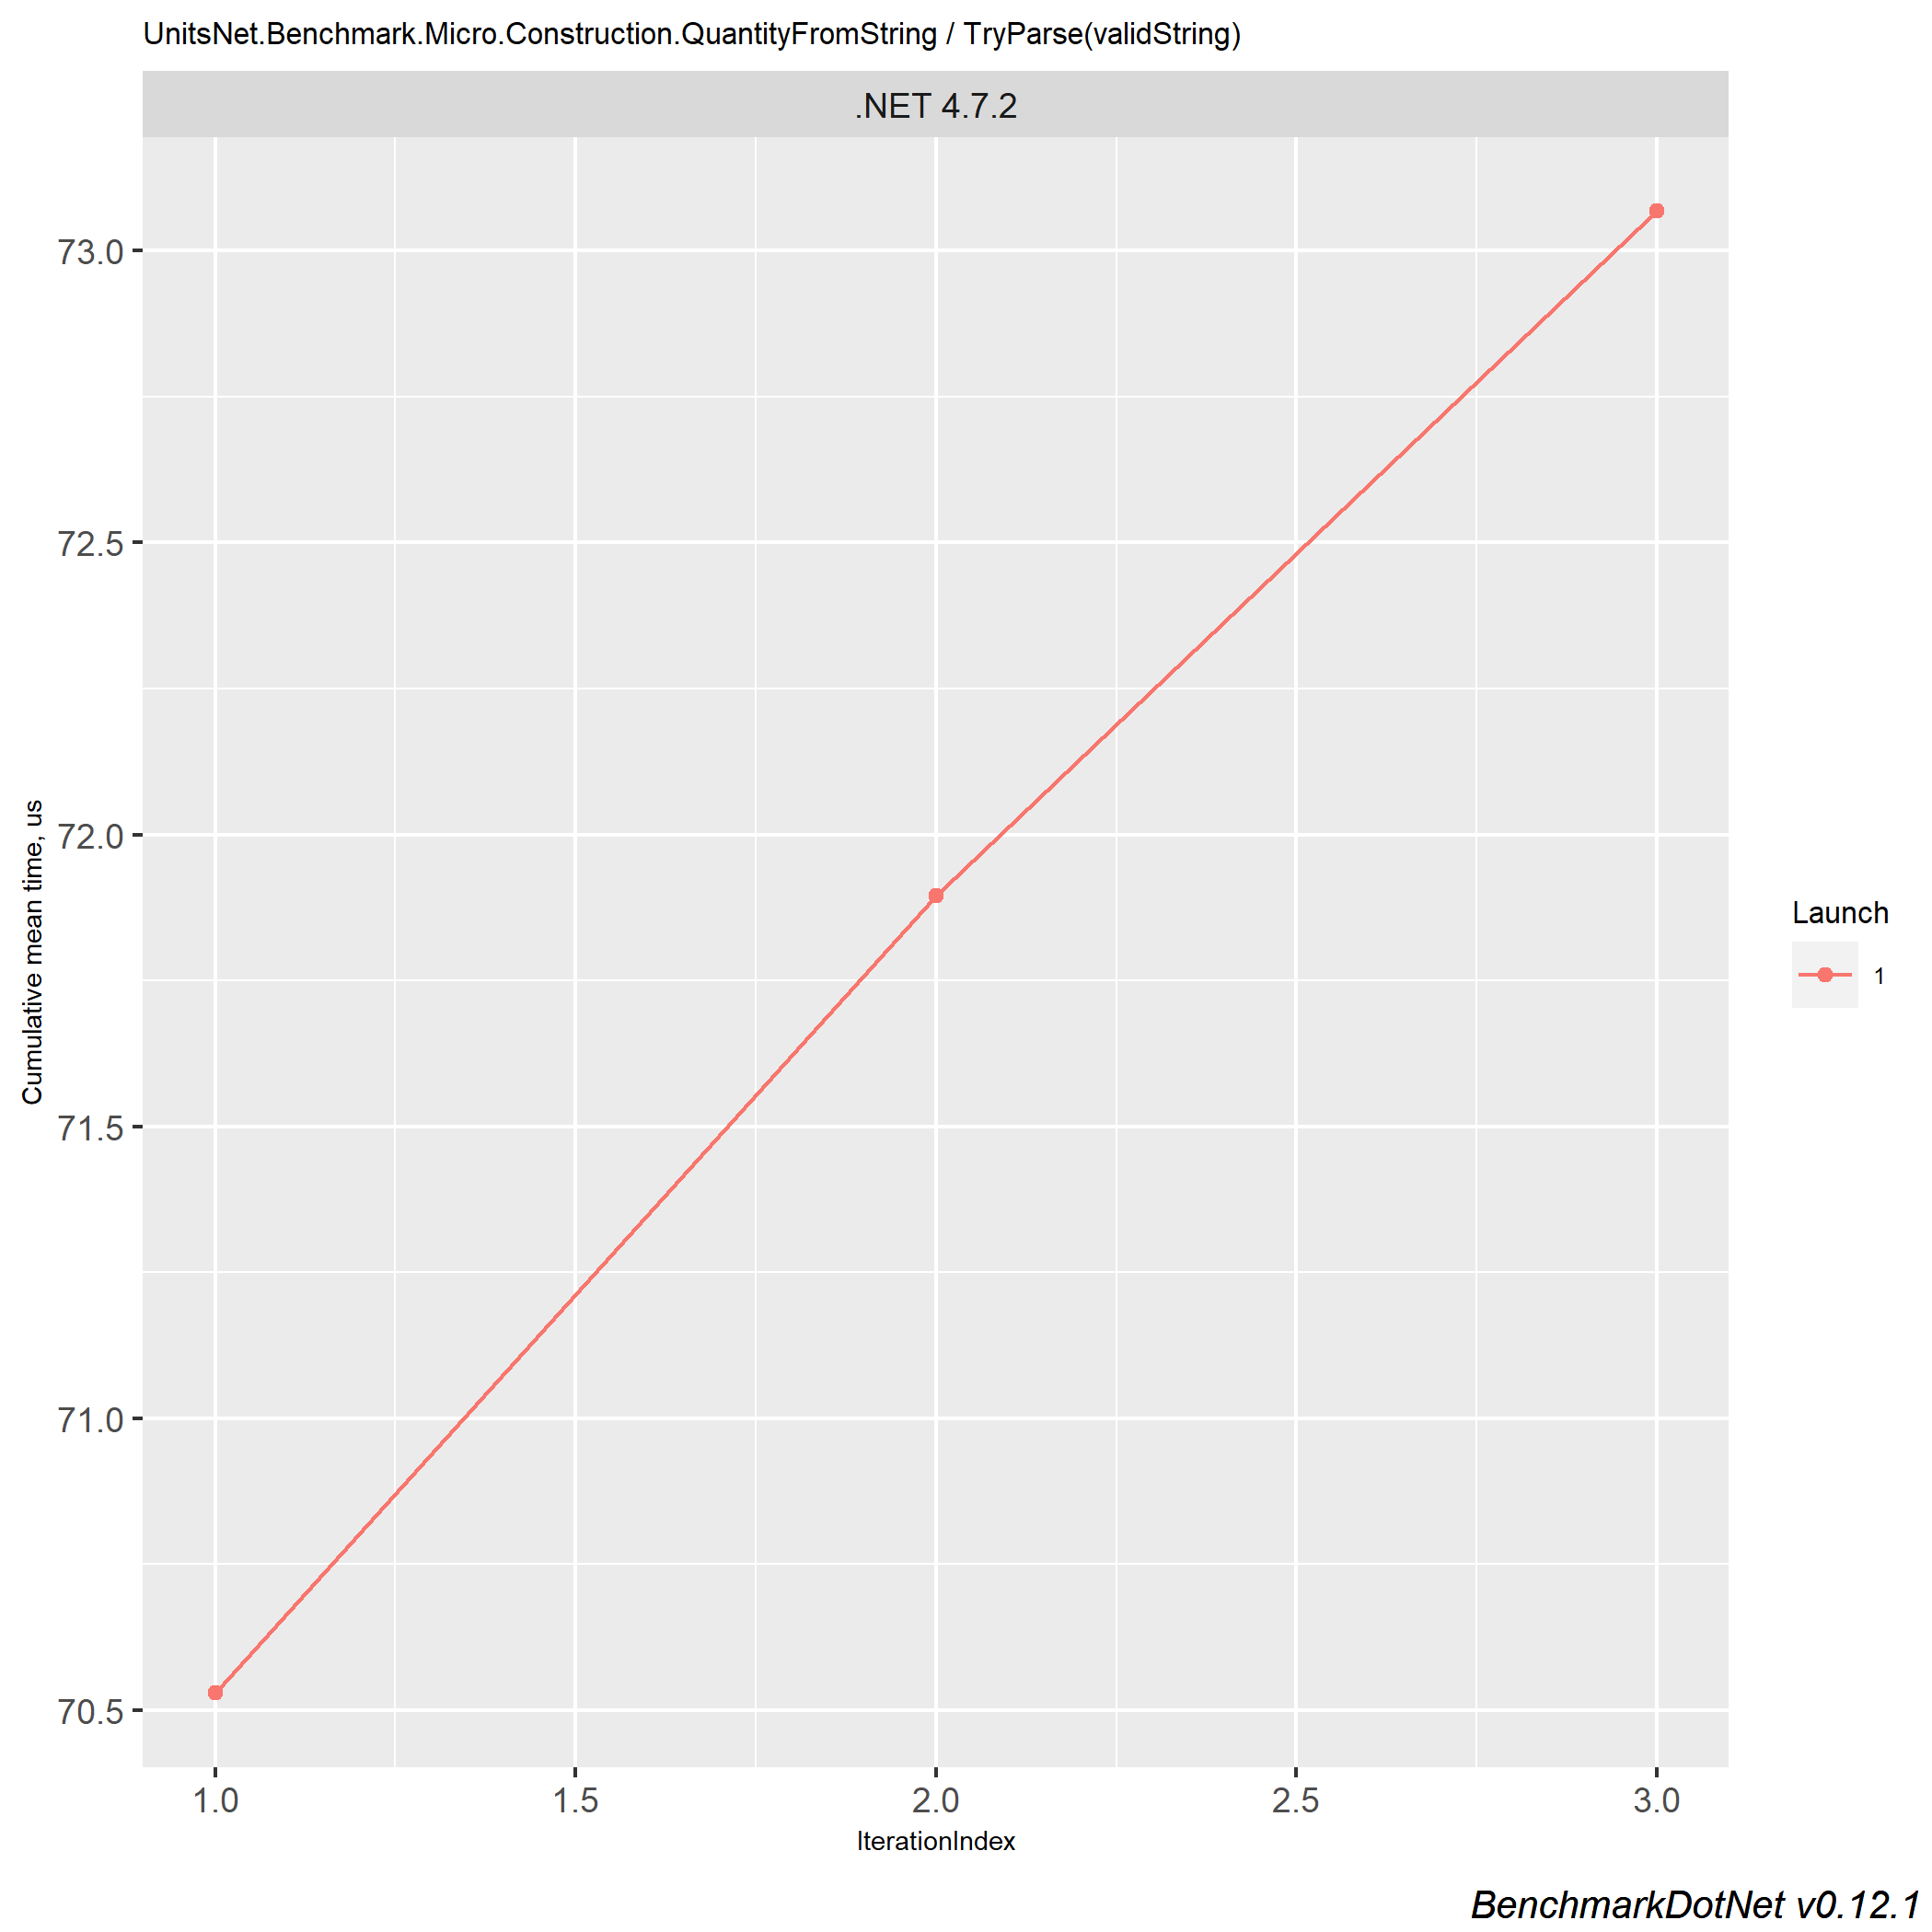 UnitsNet.Benchmark.Micro.Construction.QuantityFromString / TryParse(validString)
.NET 4.7.2
73.0
72.5
72.0
71.5
71.0
70.5
Cumulative mean time, us
1.0 1.5 2.0 2.5 3.0
IterationIndex
Launch
1
BenchmarkDotNet v0.12.1